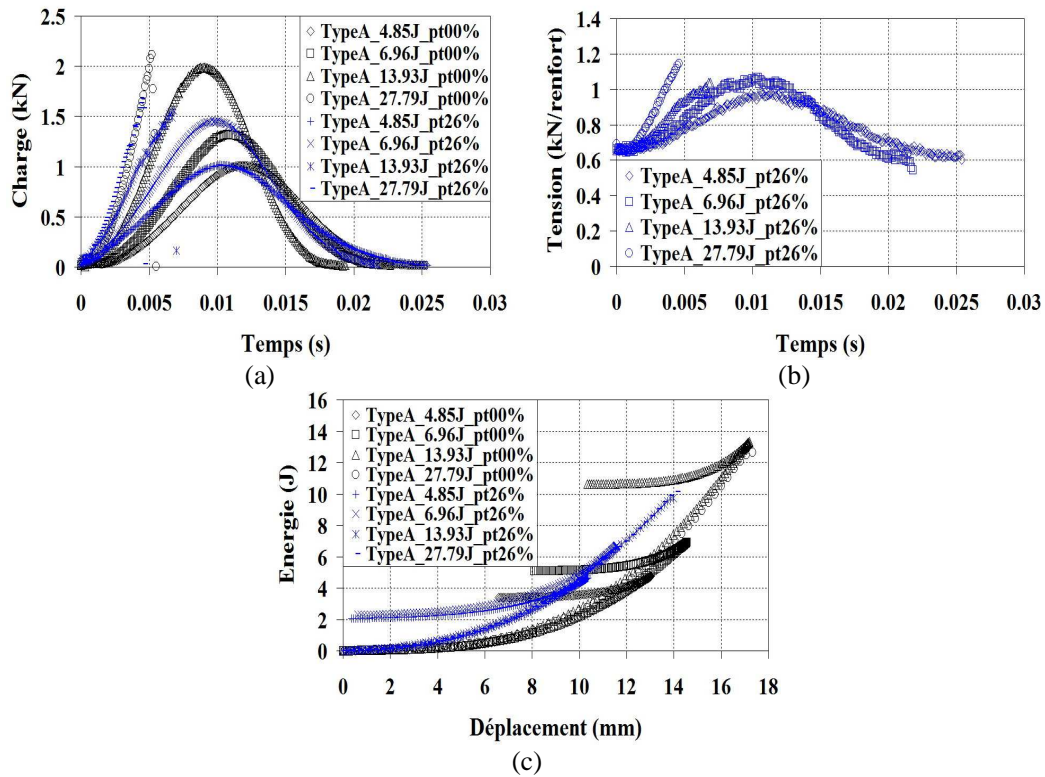 Charge (kN)
2.5
2
1.5
1
0.5
0
0
0.005
0.01
0.015
0.02
0.025
0.03
Temps (s)
TypeA_4.85J_pt00%
TypeA_6.96J_pt00%
TypeA_13.93J_pt00%
TypeA_27.79J_pt00%
TypeA_4.85J_pt26%
TypeA_6.96J_pt26%
TypeA_13.93J_pt26%
TypeA_27.79J_pt26%
(a)
Tension (kN/renfort)
1.4
1.2
1
0.8
0.6
0.4
0.2
0
0
0.005
0.01
0.015
0.02
0.025
0.03
Temps (s)
TypeA_4.85J_pt26%
TypeA_6.96J_pt26%
TypeA_13.93J_pt26%
TypeA_27.79J_pt26%
(b)
Energie (J)
16
14
12
10
8
6
4
2
0
0
2
4
6
8
10
12
14
16
18
Déplacement (mm)
TypeA_4.85J_pt00%
TypeA_6.96J_pt00%
TypeA_13.93J_pt00%
TypeA_27.79J_pt00%
TypeA_4.85J_pt26%
TypeA_6.96J_pt26%
TypeA_13.93J_pt26%
TypeA_27.79J_pt26%
(c)